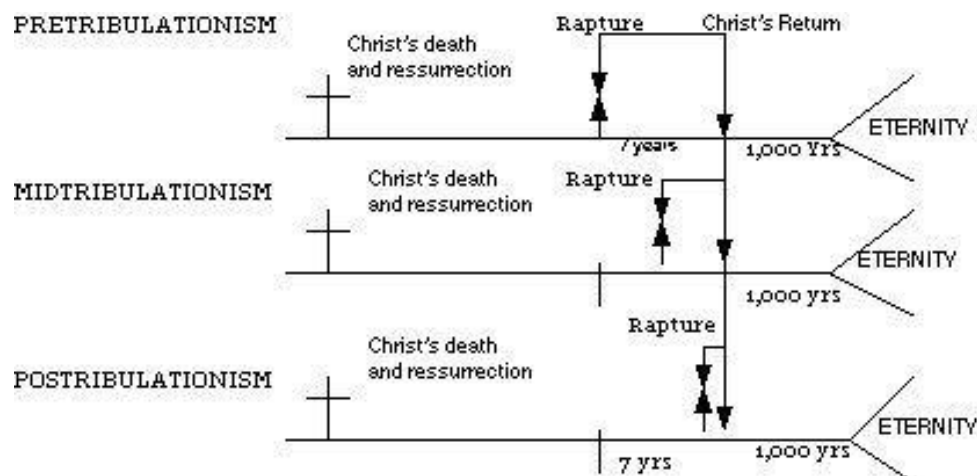 PRETRIBULATIONISM
Rapture
Christ's Return
Christ's death
and ressurrection
ETERNITY
7 years
1,000 Yrs
MIDTRIBULATIONISM
Christ's death
and ressurrection
Rapture
ETERNITY
1,000 yrs
Rapture
Christ's death
and ressurrection
POSTRIBULATIONISM
ETERNITY
7 yrs
1,000 yrs